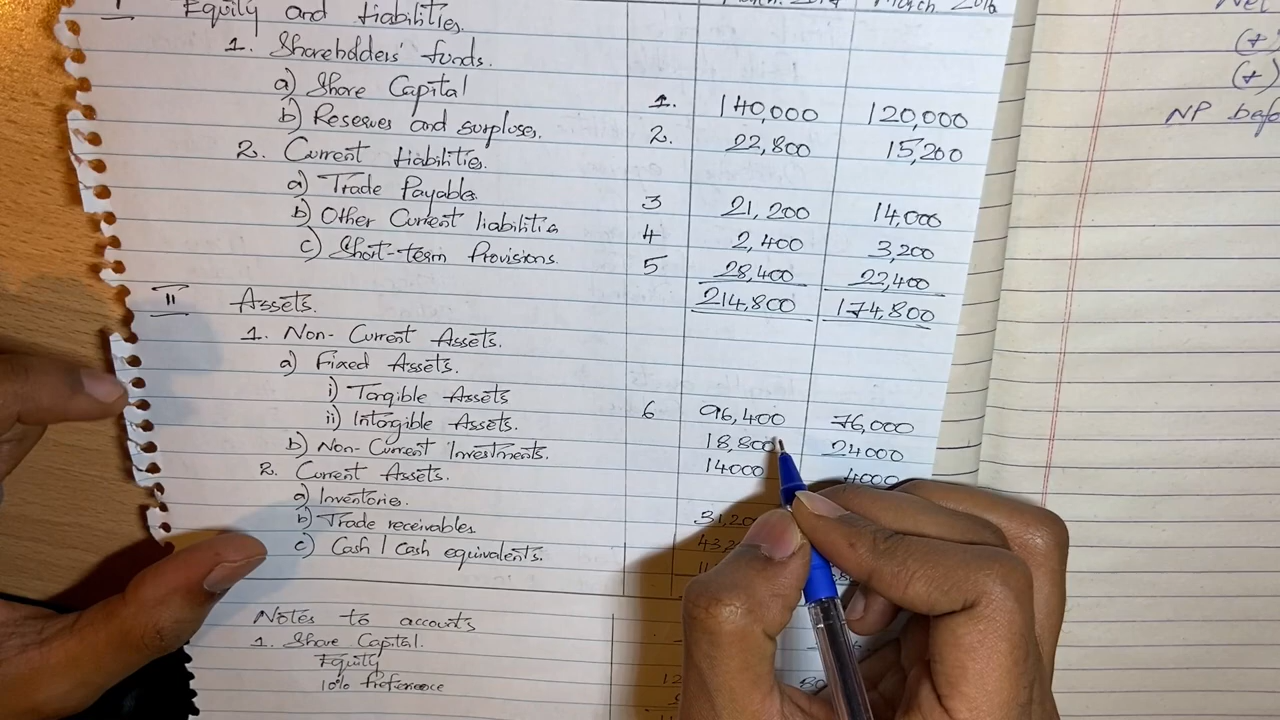 I Equity and Liabilities.
1. Shareholders' funds.
a) Share Capital 1. 140,000 120,000
b) Reserves and surpluses. 2. 22,800 15,200
2. Current Liabilities.
a) Trade Payables 3 21,200 14,000
b) Other Current liabilities 4 2,400 3,200
c) Short-term Provisions. 5 28,400 22,400
214,800 174,800
II Assets.
1. Non-Current Assets.
a) Fixed Assets.
i) Tangible Assets 6 96,400 76,000
ii) Intangible Assets. 18,800 24000
b) Non-Current Investments. 14000 4000
2. Current Assets.
a) Inventories.
b) Trade receivables
c) Cash / Cash equivalents.
Notes to accounts
1. Share Capital.
Equity
10% Preference
Net
(+)
(+)
NP